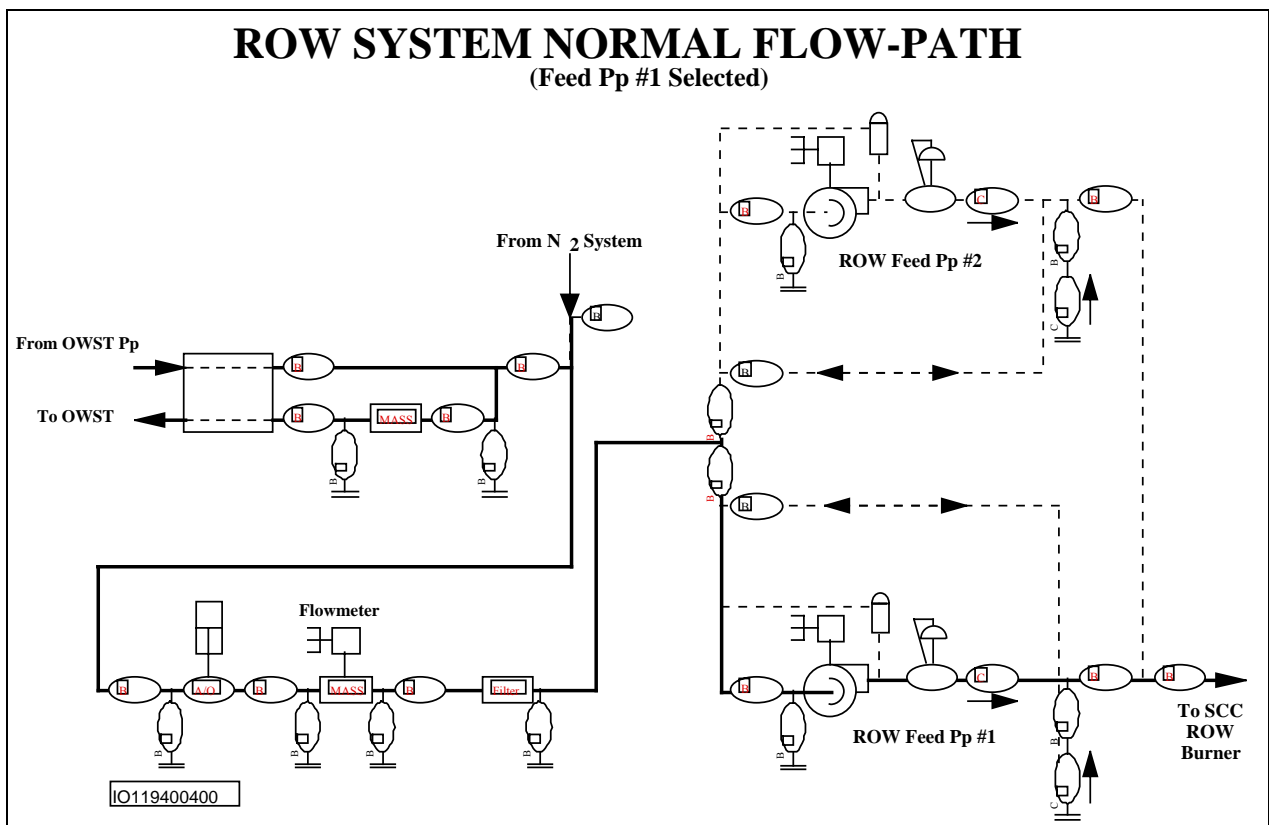 ROW SYSTEM NORMAL FLOW-PATH
(Feed Pp #1 Selected)
From N 2 System
ROW Feed Pp #2
B
B
C
B
B
C
B
From OWST Pp
B
B
B
To OWST
B
MASS
B
B
B
B
B
B
B
Flowmeter
B
A/O
B
MASS
B
Filter
B
B
B
B
B
B
C
B
B
ROW Feed Pp #1
B
C
To SCC
ROW
Burner
IO119400400